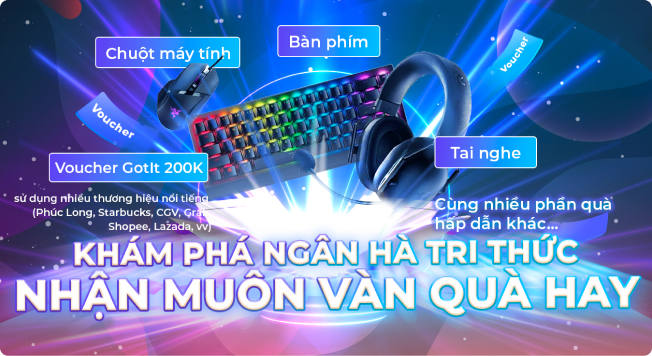 Bàn phím
Chuột máy tính
Voucher
Voucher
Voucher GotIt 200K
Tai nghe
sử dụng nhiều thương hiệu nổi tiếng
(Phúc Long, Starbucks, CGV, Grab,
Shopee, Lazada, vv)
Cùng nhiều phần quà
hấp dẫn khác...
KHÁM PHÁ NGÂN HÀ TRI THỨC
NHẬN MUÔN VÀN QUÀ HAY